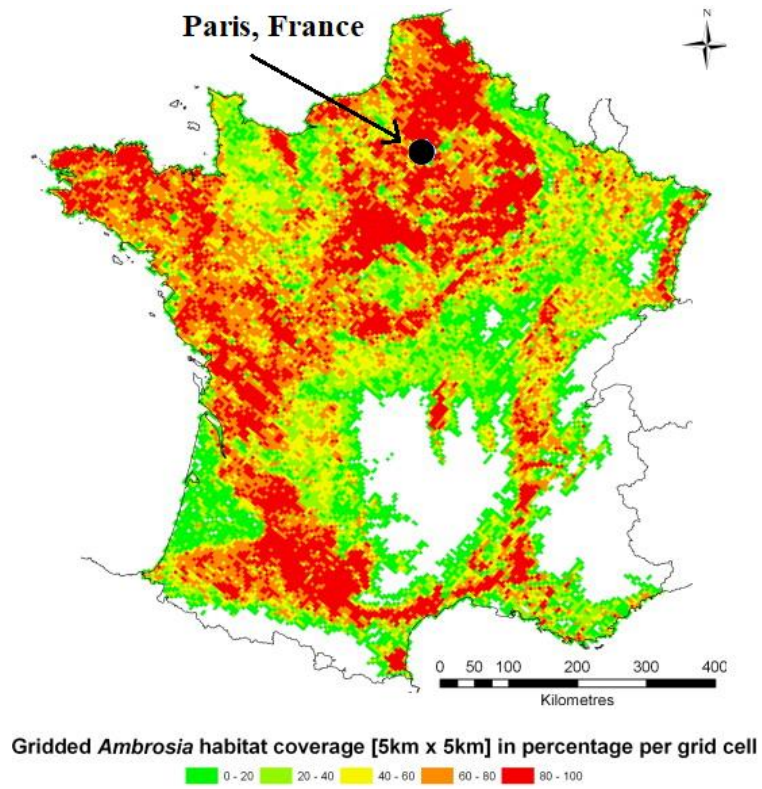 Paris, France
N
0 50 100 200 300 400
Kilometres
Gridded Ambrosia habitat coverage [5km x 5km] in percentage per grid cell
0 - 20 20 - 40 40 - 60 60 - 80 80 - 100